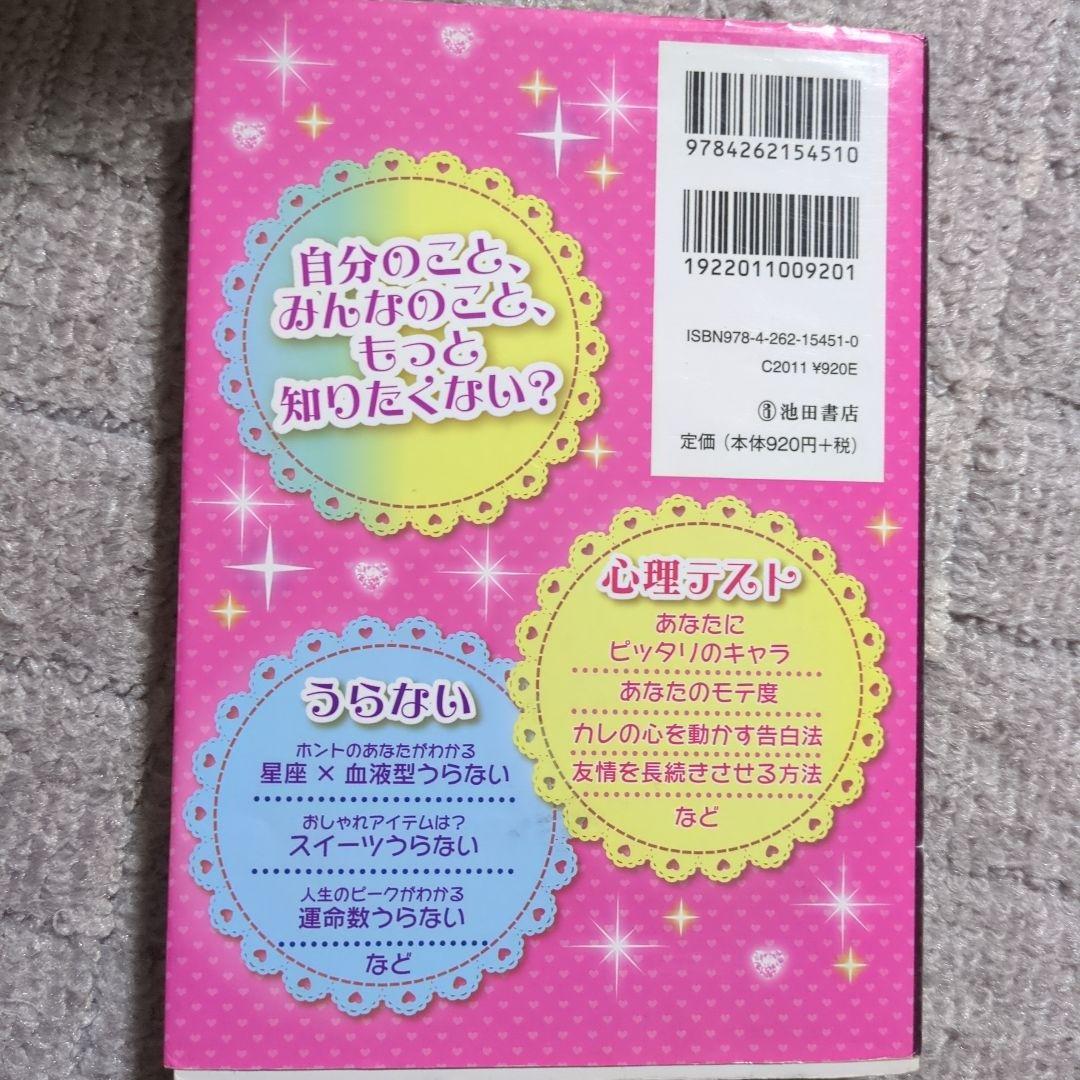 9784262154510
1922011009201
ISBN978-4-262-15451-0
C2011 ¥920E
池田書店
定価（本体920円+税）
自分のこと、
みんなのこと、
もっと
知りたくない?
心理テスト
あなたに
ピッタリのキャラ
あなたのモテ度
カレの心を動かす告白法
友情を長続きさせる方法
など
うらない
ホントのあなたがわかる
星座 × 血液型うらない
おしゃれアイテムは?
スイーツうらない
人生のピークがわかる
運命数うらない
など